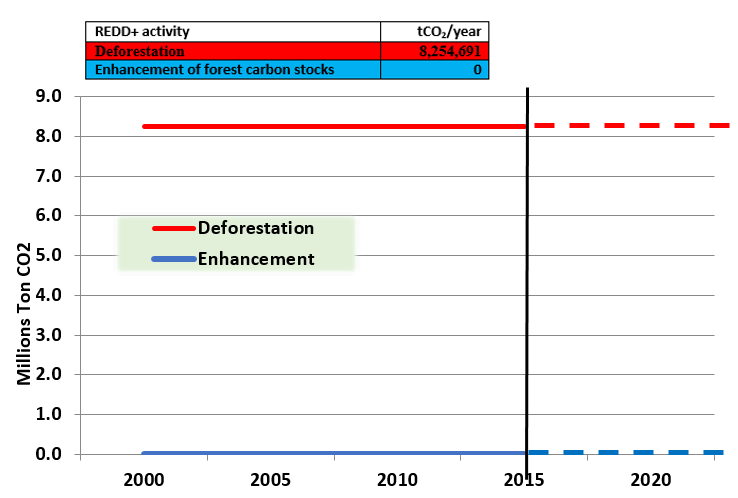 REDD+ activity tCO₂/year
Deforestation 8,254,691
Enhancement of forest carbon stocks 0
9.0
8.0
7.0
6.0
5.0
4.0
3.0
2.0
1.0
0.0
Millions Ton CO2
Deforestation
Enhancement
2000 2005 2010 2015 2020